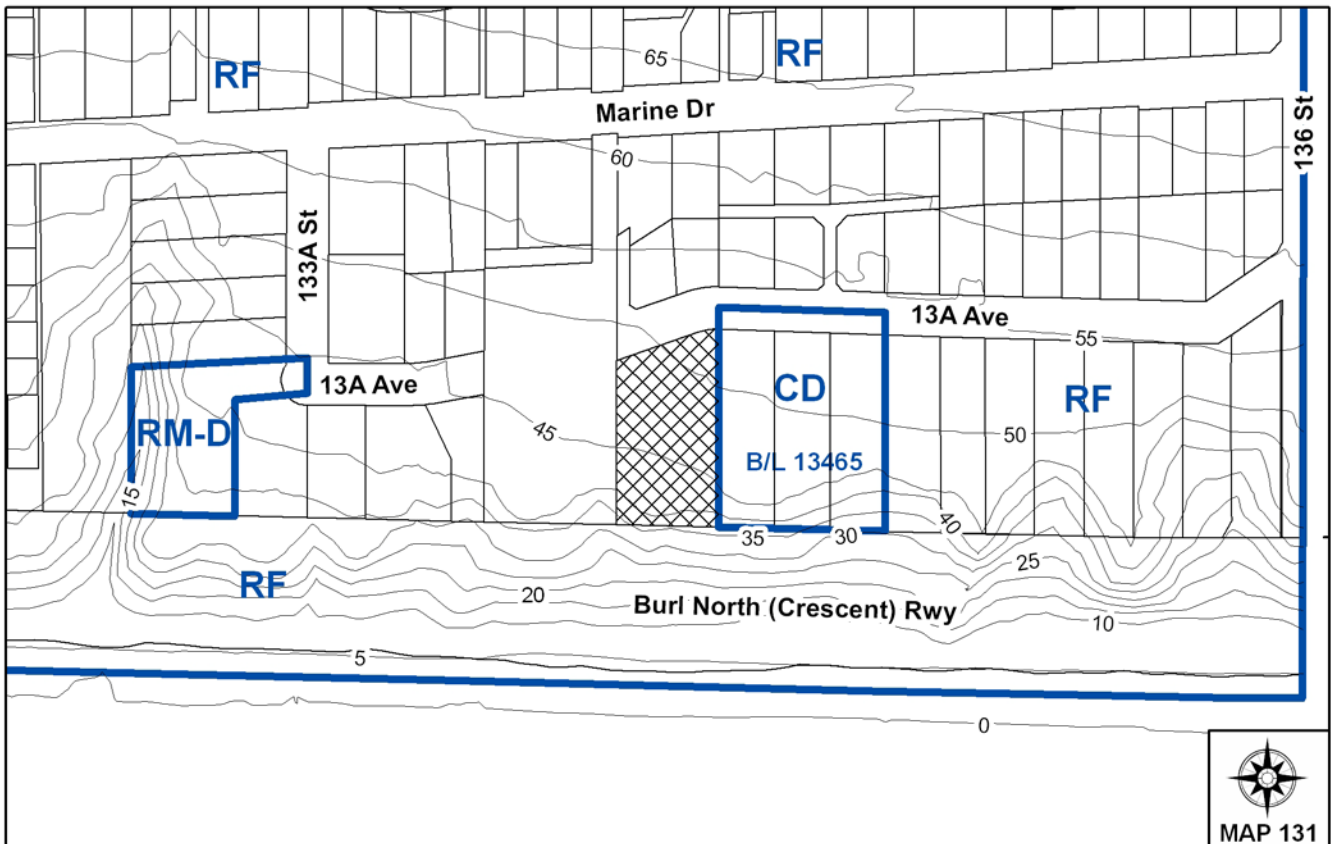 RF
RF
65
Marine Dr
136 St
60
133A St
13A Ave
55
13A Ave
CD
RF
RM-D
45
50
B/L 13465
15
40
35
30
25
RF
20
Burl North (Crescent) Rwy
10
5
0
MAP 131